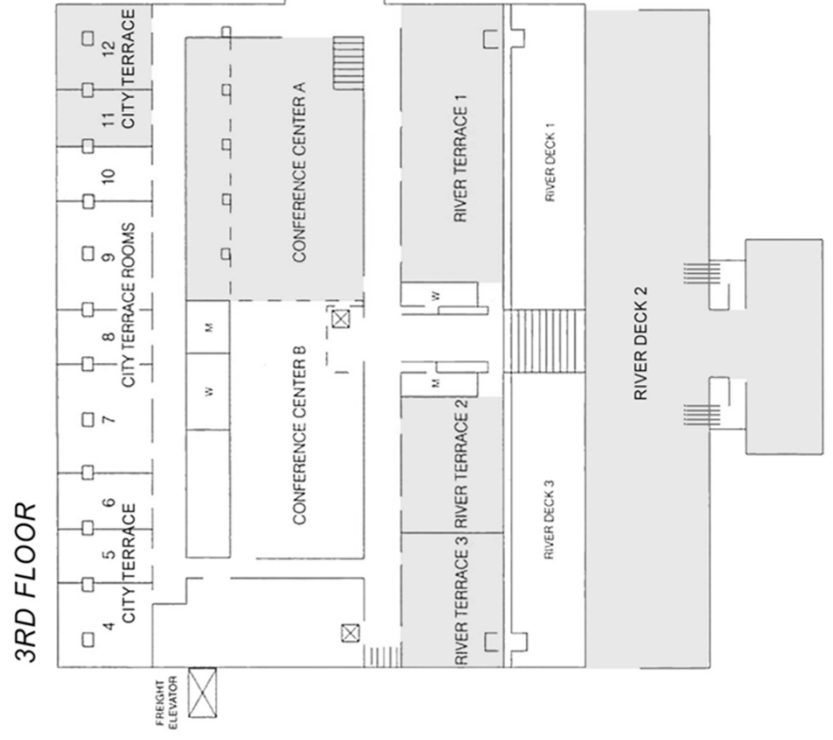 3RD FLOOR
4
5
6
7
8
9
10
11
12
CITY TERRACE
CITY TERRACE ROOMS
CITY TERRACE
FREIGHT
ELEVATOR
W
M
CONFERENCE CENTER B
CONFERENCE CENTER A
RIVER TERRACE 3
RIVER TERRACE 2
M
W
RIVER TERRACE 1
RIVER DECK 3
RIVER DECK 1
RIVER DECK 2